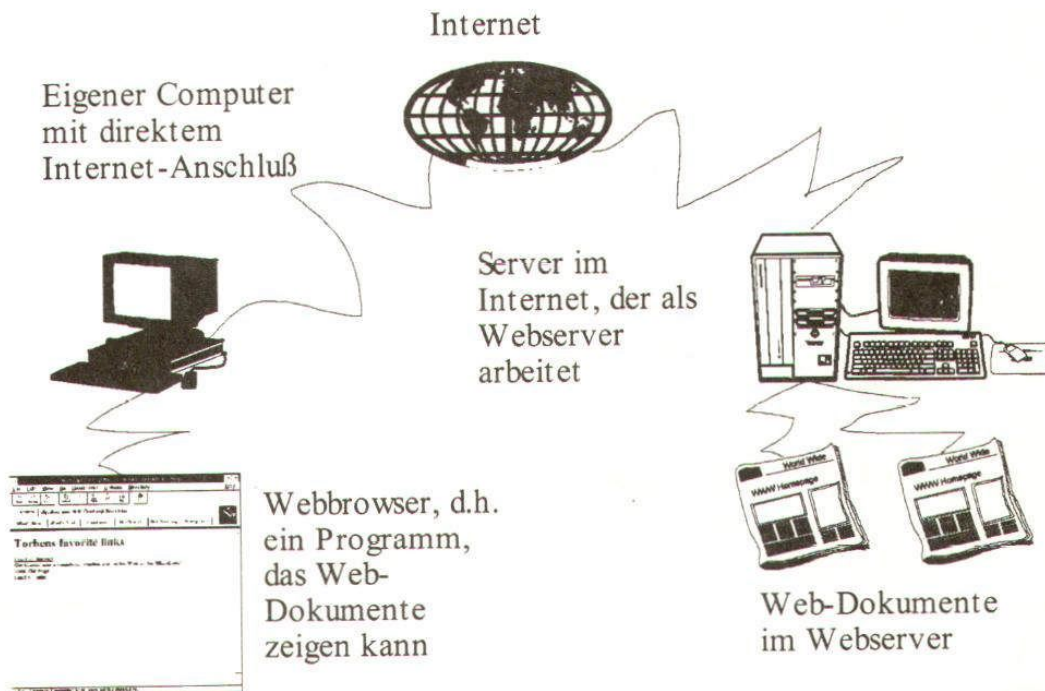 Internet
Eigener Computer
mit direktem
Internet-Anschluß
Server im
Internet, der als
Webserver
arbeitet
World Wide
WWW Homepage
World Wide
WWW Homepage
Torbens favorite links
Webbrowser, d.h.
ein Programm,
das Web-
Dokumente
zeigen kann
Web-Dokumente
im Webserver